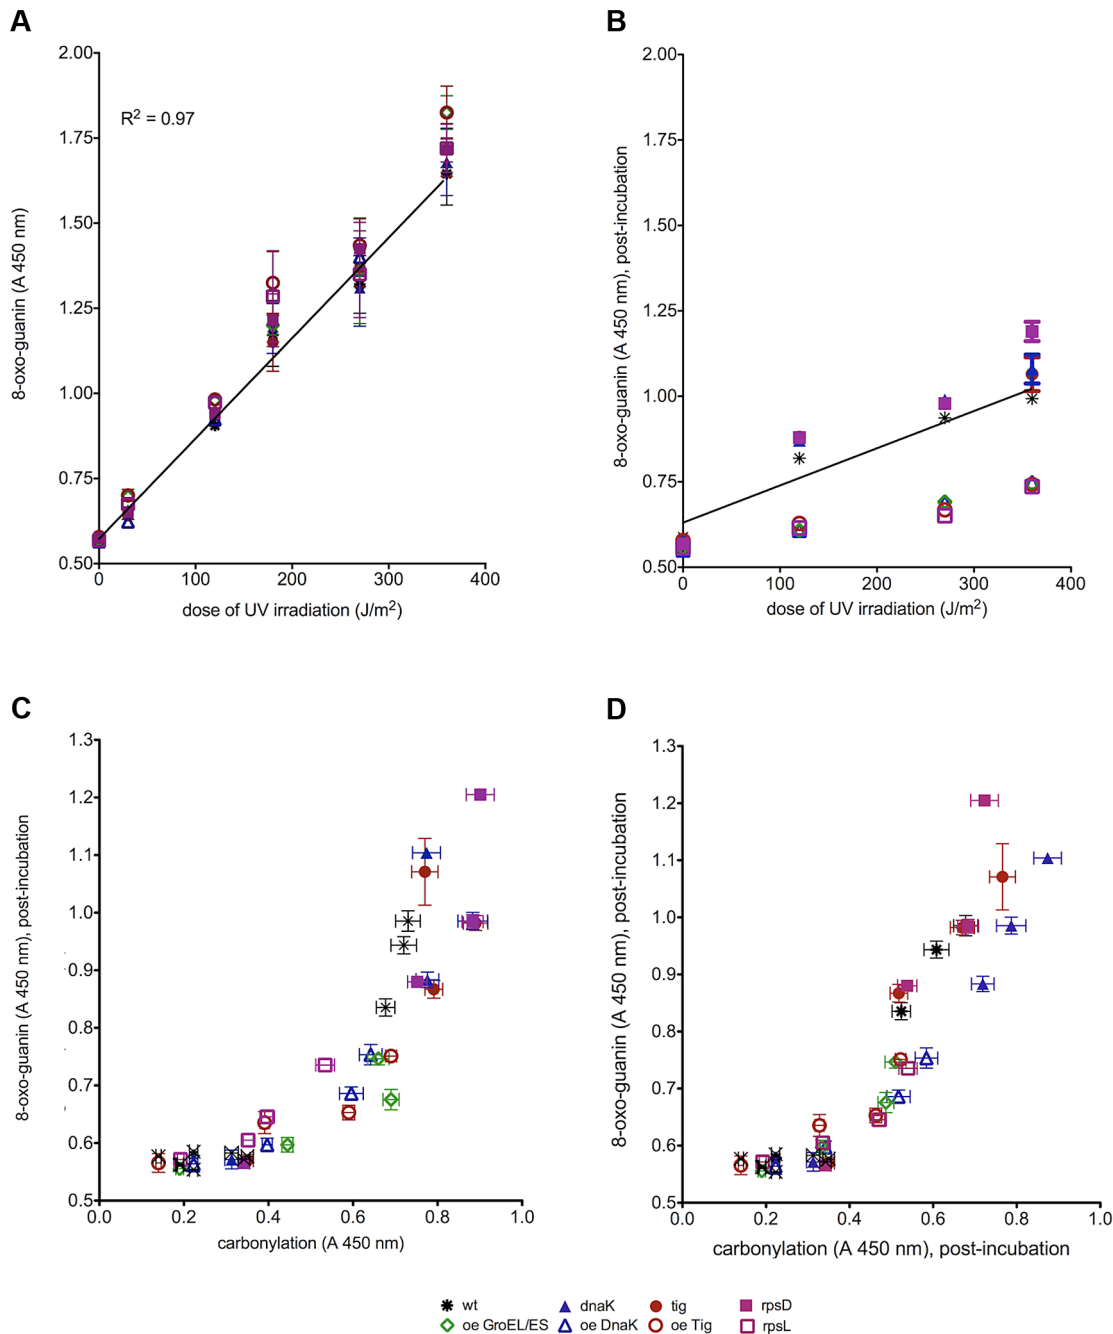 A
2.00
1.75
1.50
1.25
1.00
0.75
0.50
R² = 0.97
8-oxo-guanin (A 450 nm)
0 100 200 300 400
dose of UV irradiation (J/m²)
B
2.00
1.75
1.50
1.25
1.00
0.75
0.50
8-oxo-guanin (A 450 nm), post-incubation
0 100 200 300 400
dose of UV irradiation (J/m²)
C
1.3
1.2
1.1
1.0
0.9
0.8
0.7
0.6
0.5
8-oxo-guanin (A 450 nm), post-incubation
0.0 0.2 0.4 0.6 0.8 1.0
carbonylation (A 450 nm)
D
1.3
1.2
1.1
1.0
0.9
0.8
0.7
0.6
0.5
8-oxo-guanin (A 450 nm), post-incubation
0.0 0.2 0.4 0.6 0.8 1.0
carbonylation (A 450 nm), post-incubation
wt dnaK tig rpsD
oe GroEL/ES oe DnaK oe Tig rpsL